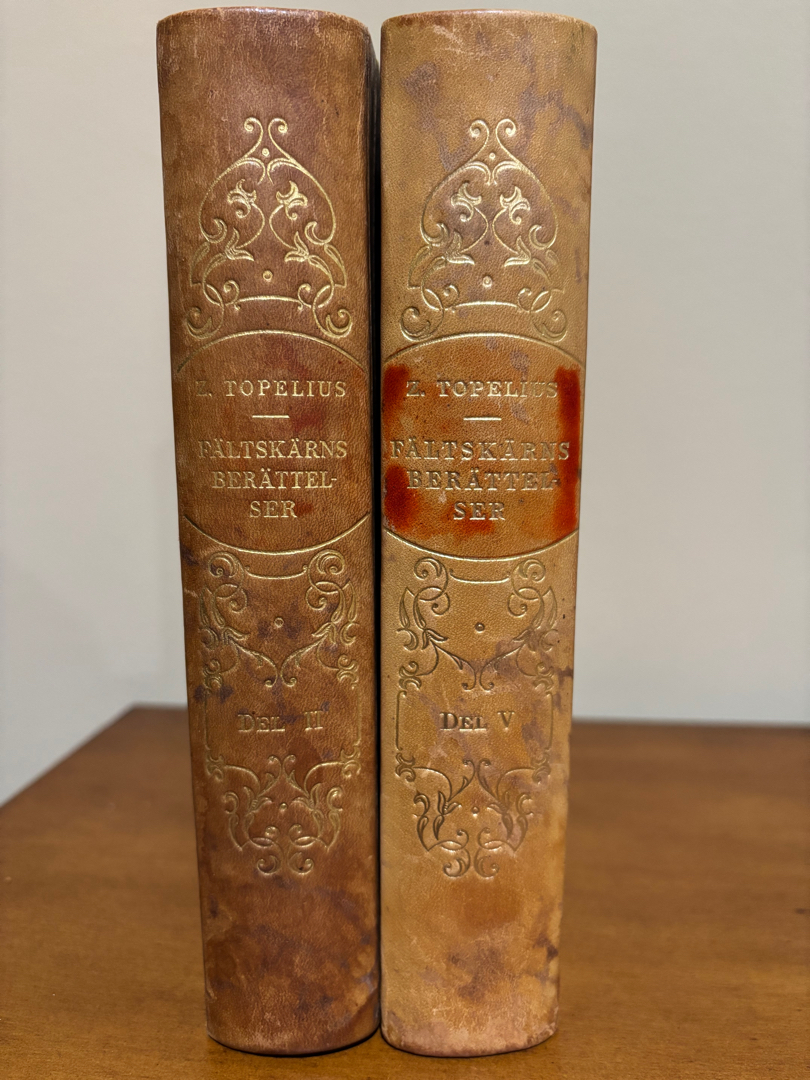 Z. TOPELIUS
FÄLTSKÄRNS
BERÄTTEL-
SER
DEL II
Z. TOPELIUS
FÄLTSKÄRNS
BERÄTTEL-
SER
DEL V